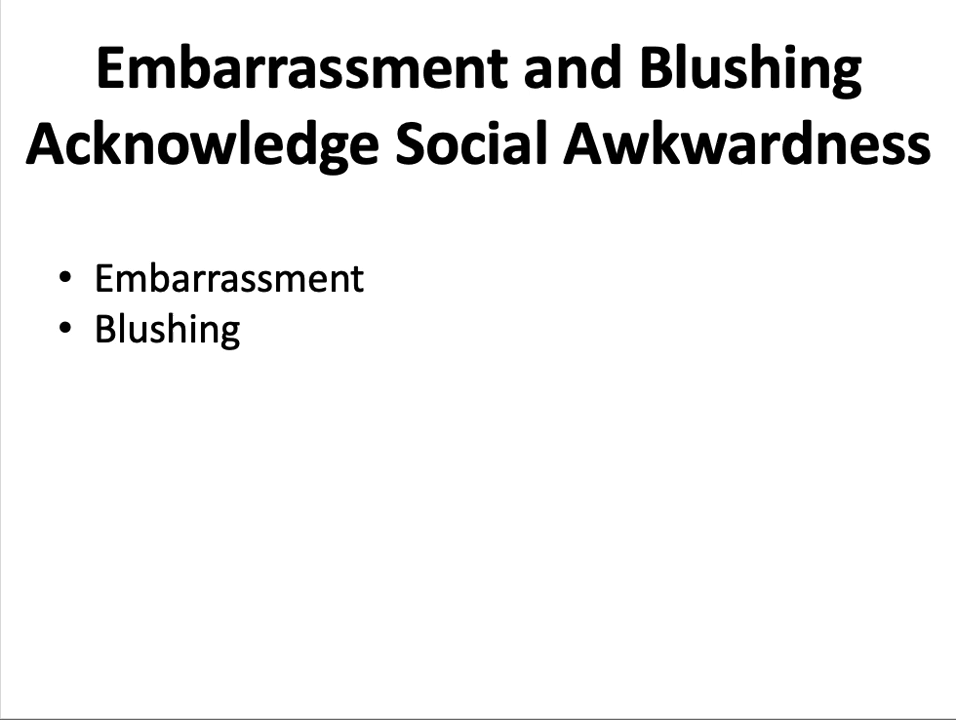 Embarrassment and Blushing
Acknowledge Social Awkwardness
• Embarrassment
• Blushing